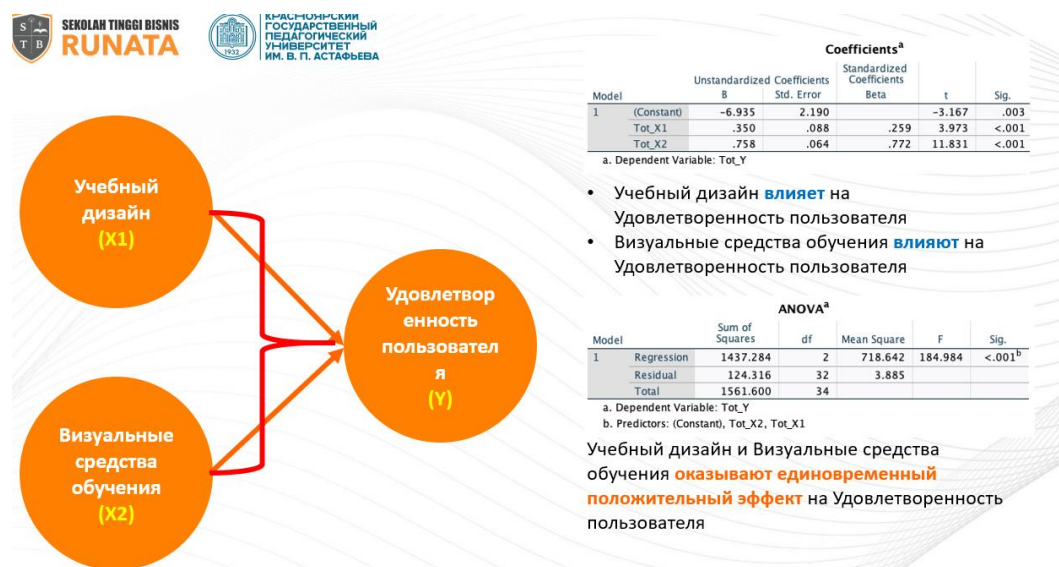 S T B
SEKOLAH TINGGI BISNIS
RUNATA
1932
КРАСНОЯРСКИЙ
ГОСУДАРСТВЕННЫЙ
ПЕДАГОГИЧЕСКИЙ
УНИВЕРСИТЕТ
ИМ. В. П. АСТАФЬЕВА
Учебный
дизайн
(X1)
Визуальные
средства
обучения
(X2)
Удовлетвор
енность
пользовател
я
(Y)
Coefficientsa
Unstandardized Coefficients Standardized Coefficients
Model B Std. Error Beta t Sig.
1 (Constant) −6.935 2.190 −3.167 .003
Tot_X1 .350 .088 .259 3.973 <.001
Tot_X2 .758 .064 .772 11.831 <.001
a. Dependent Variable: Tot_Y
• Учебный дизайн влияет на
Удовлетворенность пользователя
• Визуальные средства обучения влияют на
Удовлетворенность пользователя
ANOVAa
Model Sum of Squares df Mean Square F Sig.
1 Regression 1437.284 2 718.642 184.984 <.001b
Residual 124.316 32 3.885
Total 1561.600 34
a. Dependent Variable: Tot_Y
b. Predictors: (Constant), Tot_X2, Tot_X1
Учебный дизайн и Визуальные средства
обучения оказывают единовременный
положительный эффект на Удовлетворенность
пользователя